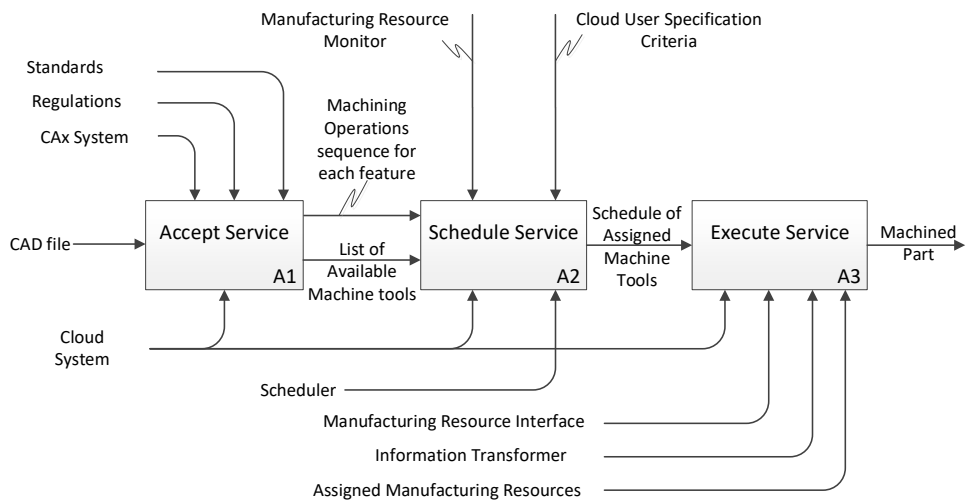 Manufacturing Resource
Monitor
Cloud User Specification
Criteria
Standards
Regulations
CAx System
Machining
Operations
sequence for
each feature
CAD file
Accept Service
A1
List of
Available
Machine tools
Schedule Service
A2
Schedule of
Assigned
Machine
Tools
Execute Service
A3
Machined
Part
Cloud
System
Scheduler
Manufacturing Resource Interface
Information Transformer
Assigned Manufacturing Resources